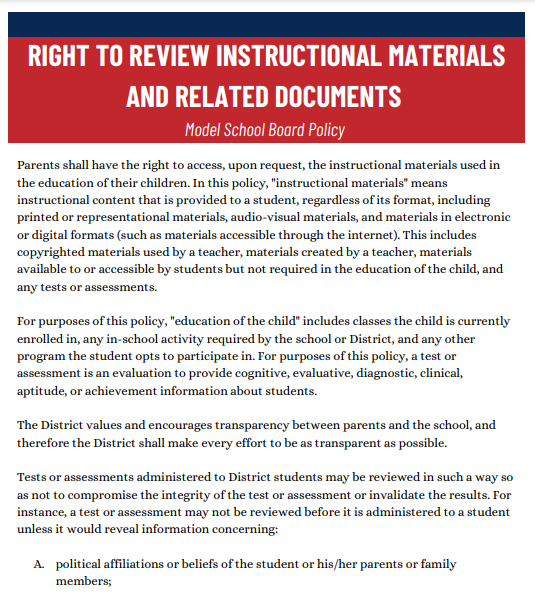 RIGHT TO REVIEW INSTRUCTIONAL MATERIALS
AND RELATED DOCUMENTS
Model School Board Policy
Parents shall have the right to access, upon request, the instructional materials used in
the education of their children. In this policy, "instructional materials" means
instructional content that is provided to a student, regardless of its format, including
printed or representational materials, audio-visual materials, and materials in electronic
or digital formats (such as materials accessible through the internet). This includes
copyrighted materials used by a teacher, materials created by a teacher, materials
available to or accessible by students but not required in the education of the child, and
any tests or assessments.
For purposes of this policy, "education of the child" includes classes the child is currently
enrolled in, any in-school activity required by the school or District, and any other
program the student opts to participate in. For purposes of this policy, a test or
assessment is an evaluation to provide cognitive, evaluative, diagnostic, clinical,
aptitude, or achievement information about students.
The District values and encourages transparency between parents and the school, and
therefore the District shall make every effort to be as transparent as possible.
Tests or assessments administered to District students may be reviewed in such a way so
as not to compromise the integrity of the test or assessment or invalidate the results. For
instance, a test or assessment may not be reviewed before it is administered to a student
unless it would reveal information concerning:
A. political affiliations or beliefs of the student or his/her parents or family
members;